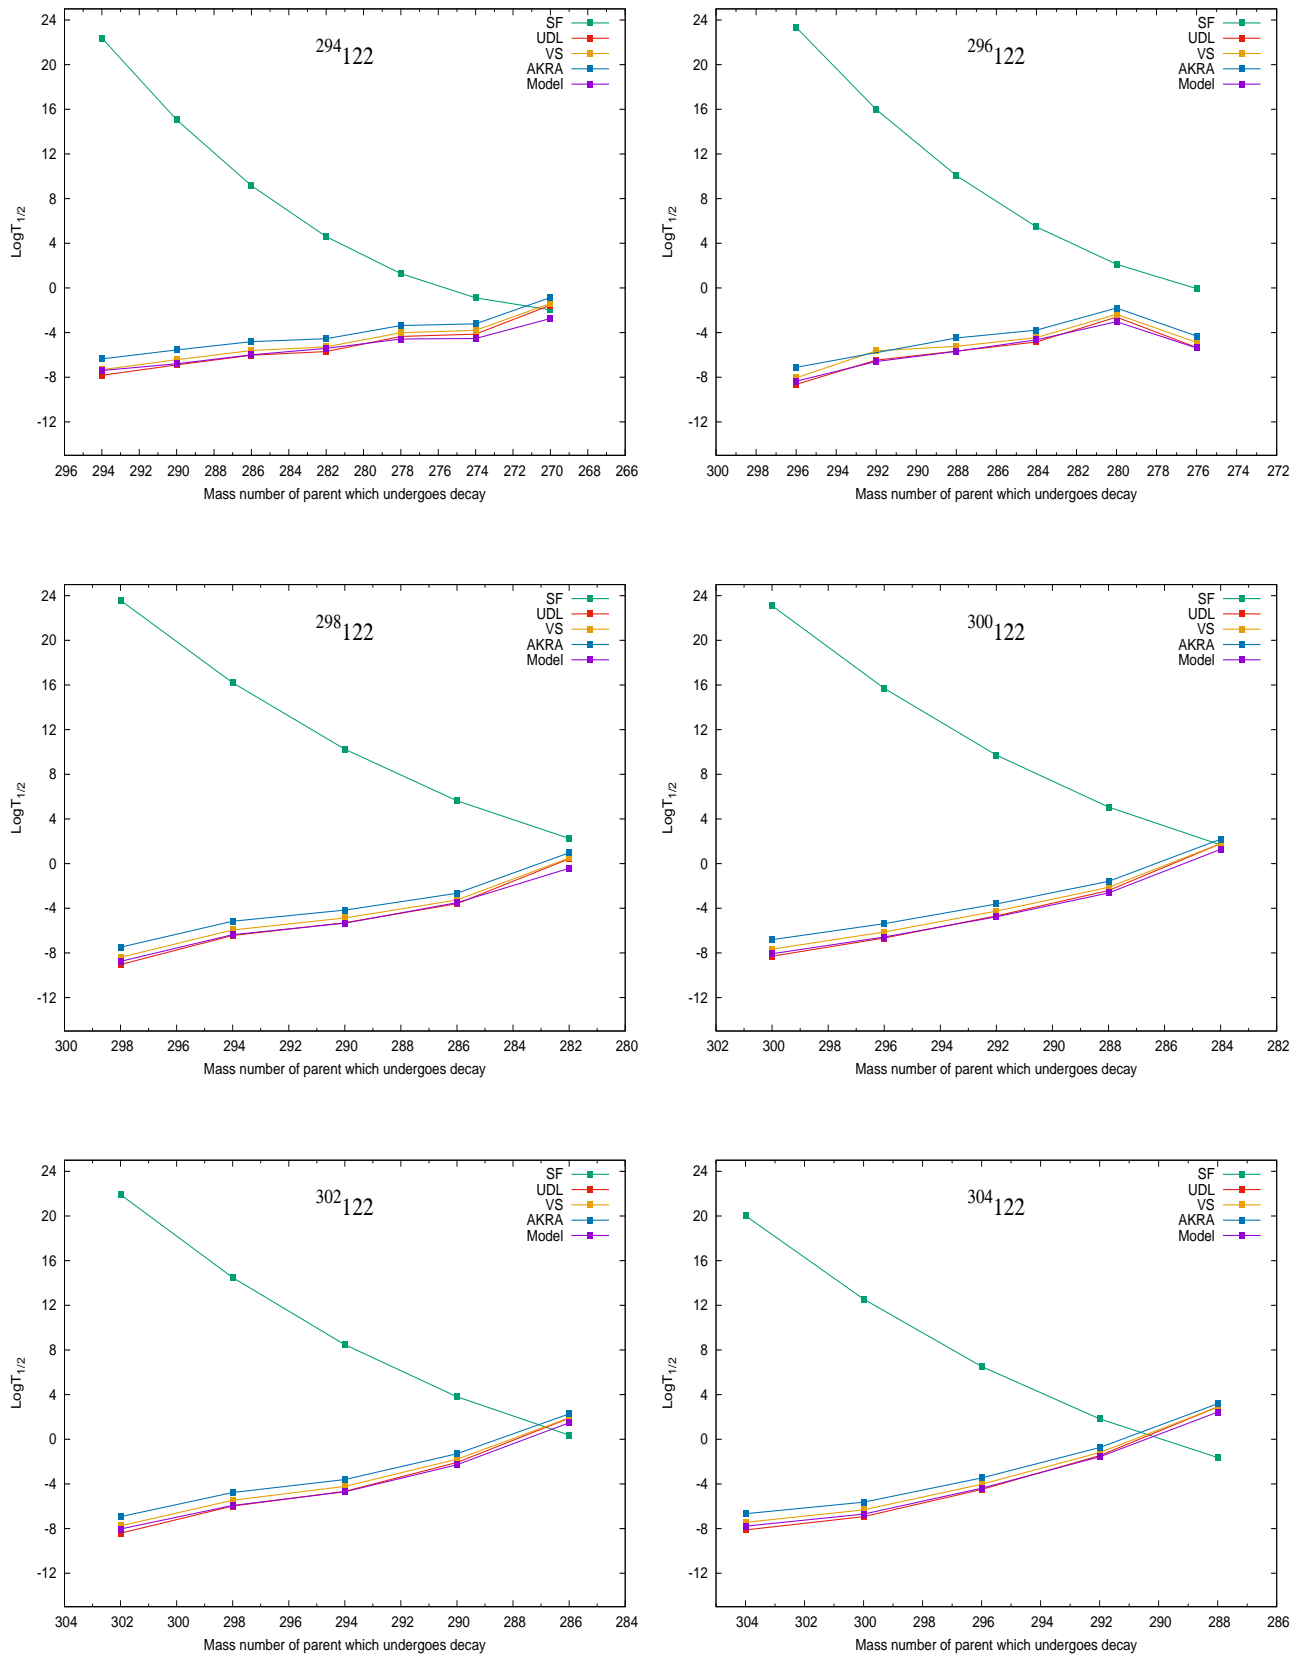 24
20
16
12
8
4
0
-4
-8
-12
LogT1/2
294122
SF
UDL
VS
AKRA
Model
296 294 292 290 288 286 284 282 280 278 276 274 272 270 268 266
Mass number of parent which undergoes decay
24
20
16
12
8
4
0
-4
-8
-12
LogT1/2
296122
SF
UDL
VS
AKRA
Model
300 298 296 294 292 290 288 286 284 282 280 278 276 274 272
Mass number of parent which undergoes decay
24
20
16
12
8
4
0
-4
-8
-12
LogT1/2
298122
SF
UDL
VS
AKRA
Model
300 298 296 294 292 290 288 286 284 282 280
Mass number of parent which undergoes decay
24
20
16
12
8
4
0
-4
-8
-12
LogT1/2
300122
SF
UDL
VS
AKRA
Model
302 300 298 296 294 292 290 288 286 284 282
Mass number of parent which undergoes decay
24
20
16
12
8
4
0
-4
-8
-12
LogT1/2
302122
SF
UDL
VS
AKRA
Model
304 302 300 298 296 294 292 290 288 286 284
Mass number of parent which undergoes decay
24
20
16
12
8
4
0
-4
-8
-12
LogT1/2
304122
SF
UDL
VS
AKRA
Model
304 302 300 298 296 294 292 290 288 286
Mass number of parent which undergoes decay